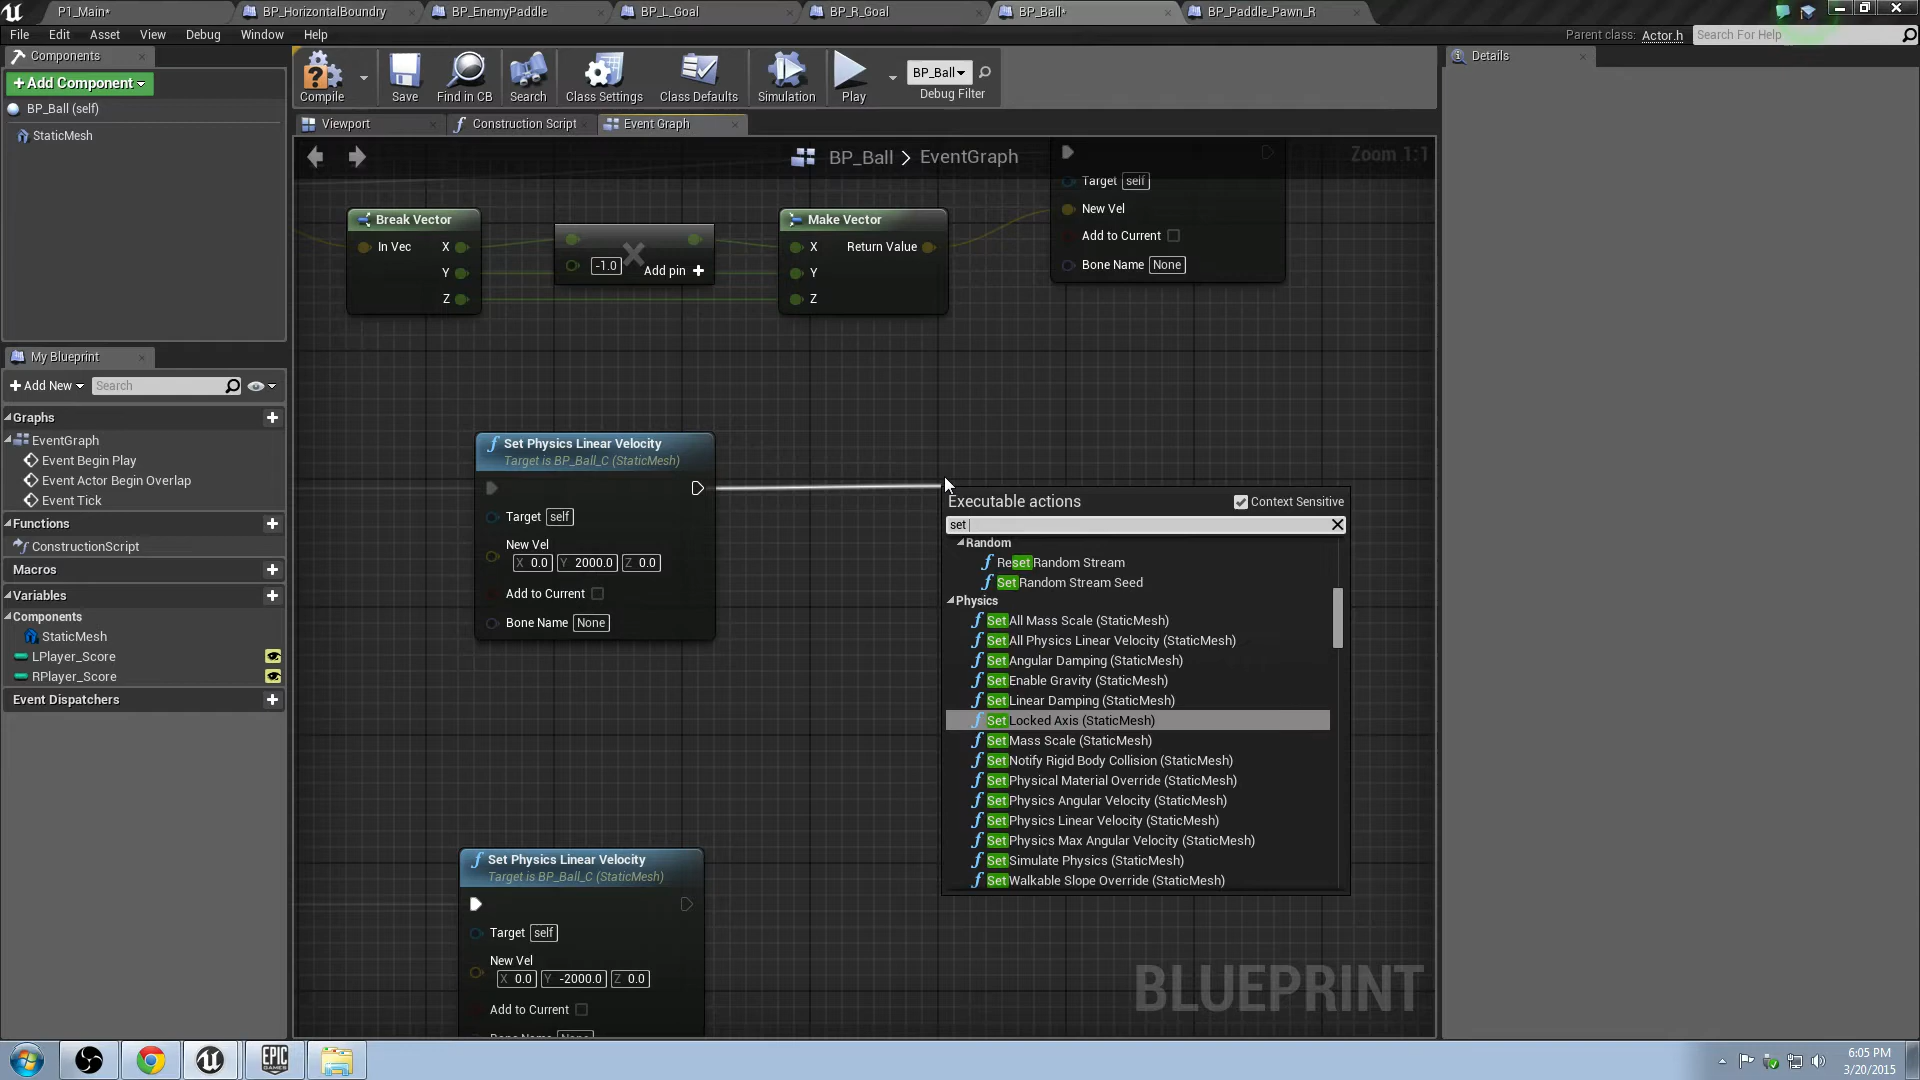 P1_Main* BP_HorizontalBoundry BP_EnemyPaddle BP_L_Goal BP_R_Goal BP_Ball* BP_Paddle_Pawn_R
File Edit Asset View Debug Window Help Parent class: Actor.h Search For Help
Components Details
+Add Component
BP_Ball (self)
StaticMesh
Compile Save Find in CB Search Class Settings Class Defaults Simulation Play BP_Ball Debug Filter
Viewport Construction Script Event Graph
BP_Ball > EventGraph Zoom 1:1
Target self
New Vel
Add to Current
Bone Name None
Break Vector
In Vec X
Y
Z
-1.0
Add pin +
Make Vector
X Return Value
Y
Z
My Blueprint
+Add New Search
Graphs
EventGraph
Event Begin Play
Event Actor Begin Overlap
Event Tick
Functions
ConstructionScript
Macros
Variables
Components
StaticMesh
LPlayer_Score
RPlayer_Score
Event Dispatchers
f Set Physics Linear Velocity
Target is BP_Ball_C (StaticMesh)
Target self
New Vel
X 0.0 Y 2000.0 Z 0.0
Add to Current
Bone Name None
Executable actions Context Sensitive
set
Random
f Reset Random Stream
f Set Random Stream Seed
Physics
f Set All Mass Scale (StaticMesh)
f Set All Physics Linear Velocity (StaticMesh)
f Set Angular Damping (StaticMesh)
f Set Enable Gravity (StaticMesh)
f Set Linear Damping (StaticMesh)
f Set Locked Axis (StaticMesh)
f Set Mass Scale (StaticMesh)
f Set Notify Rigid Body Collision (StaticMesh)
f Set Physical Material Override (StaticMesh)
f Set Physics Angular Velocity (StaticMesh)
f Set Physics Linear Velocity (StaticMesh)
f Set Physics Max Angular Velocity (StaticMesh)
f Set Simulate Physics (StaticMesh)
f Set Walkable Slope Override (StaticMesh)
f Set Physics Linear Velocity
Target is BP_Ball_C (StaticMesh)
Target self
New Vel
X 0.0 Y -2000.0 Z 0.0
Add to Current
Bone Name None
BLUEPRINT
EPIC GAMES
6:05 PM
3/20/2015